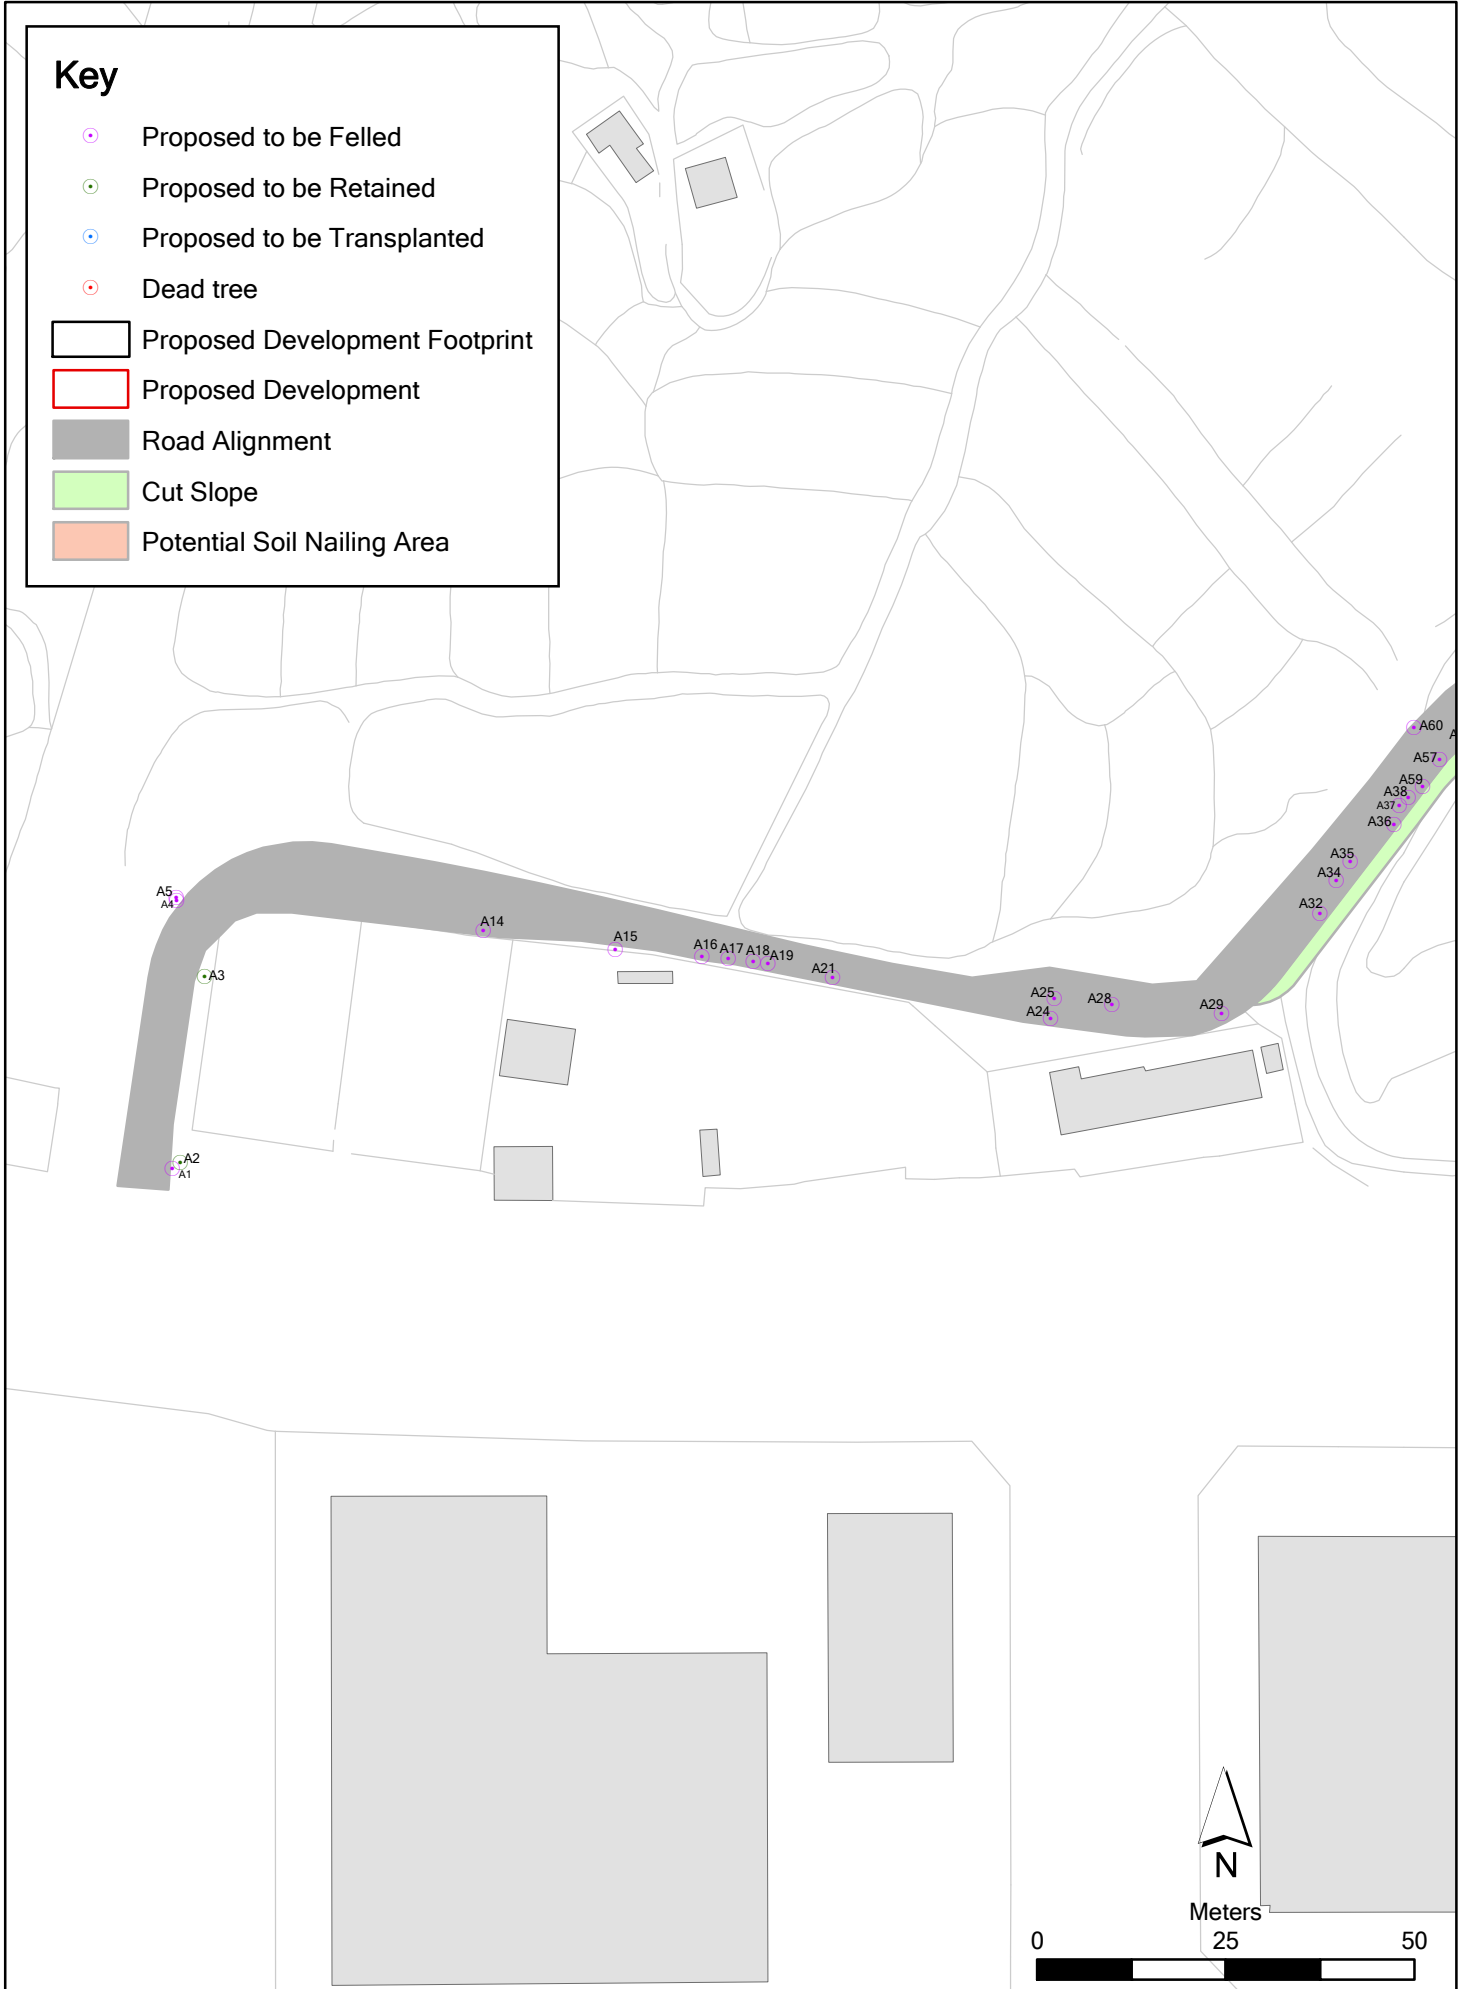 Key
Proposed to be Felled
Proposed to be Retained
Proposed to be Transplanted
Dead tree
Proposed Development Footprint
Proposed Development
Road Alignment
Cut Slope
Potential Soil Nailing Area
A60
A
A57
A59
A38
A37
A36
A35
A34
A32
A5
A4
A14
A15
A16
A17
A18
A19
A21
A3
A25
A28
A24
A29
A2
A1
N
Meters
0 25 50